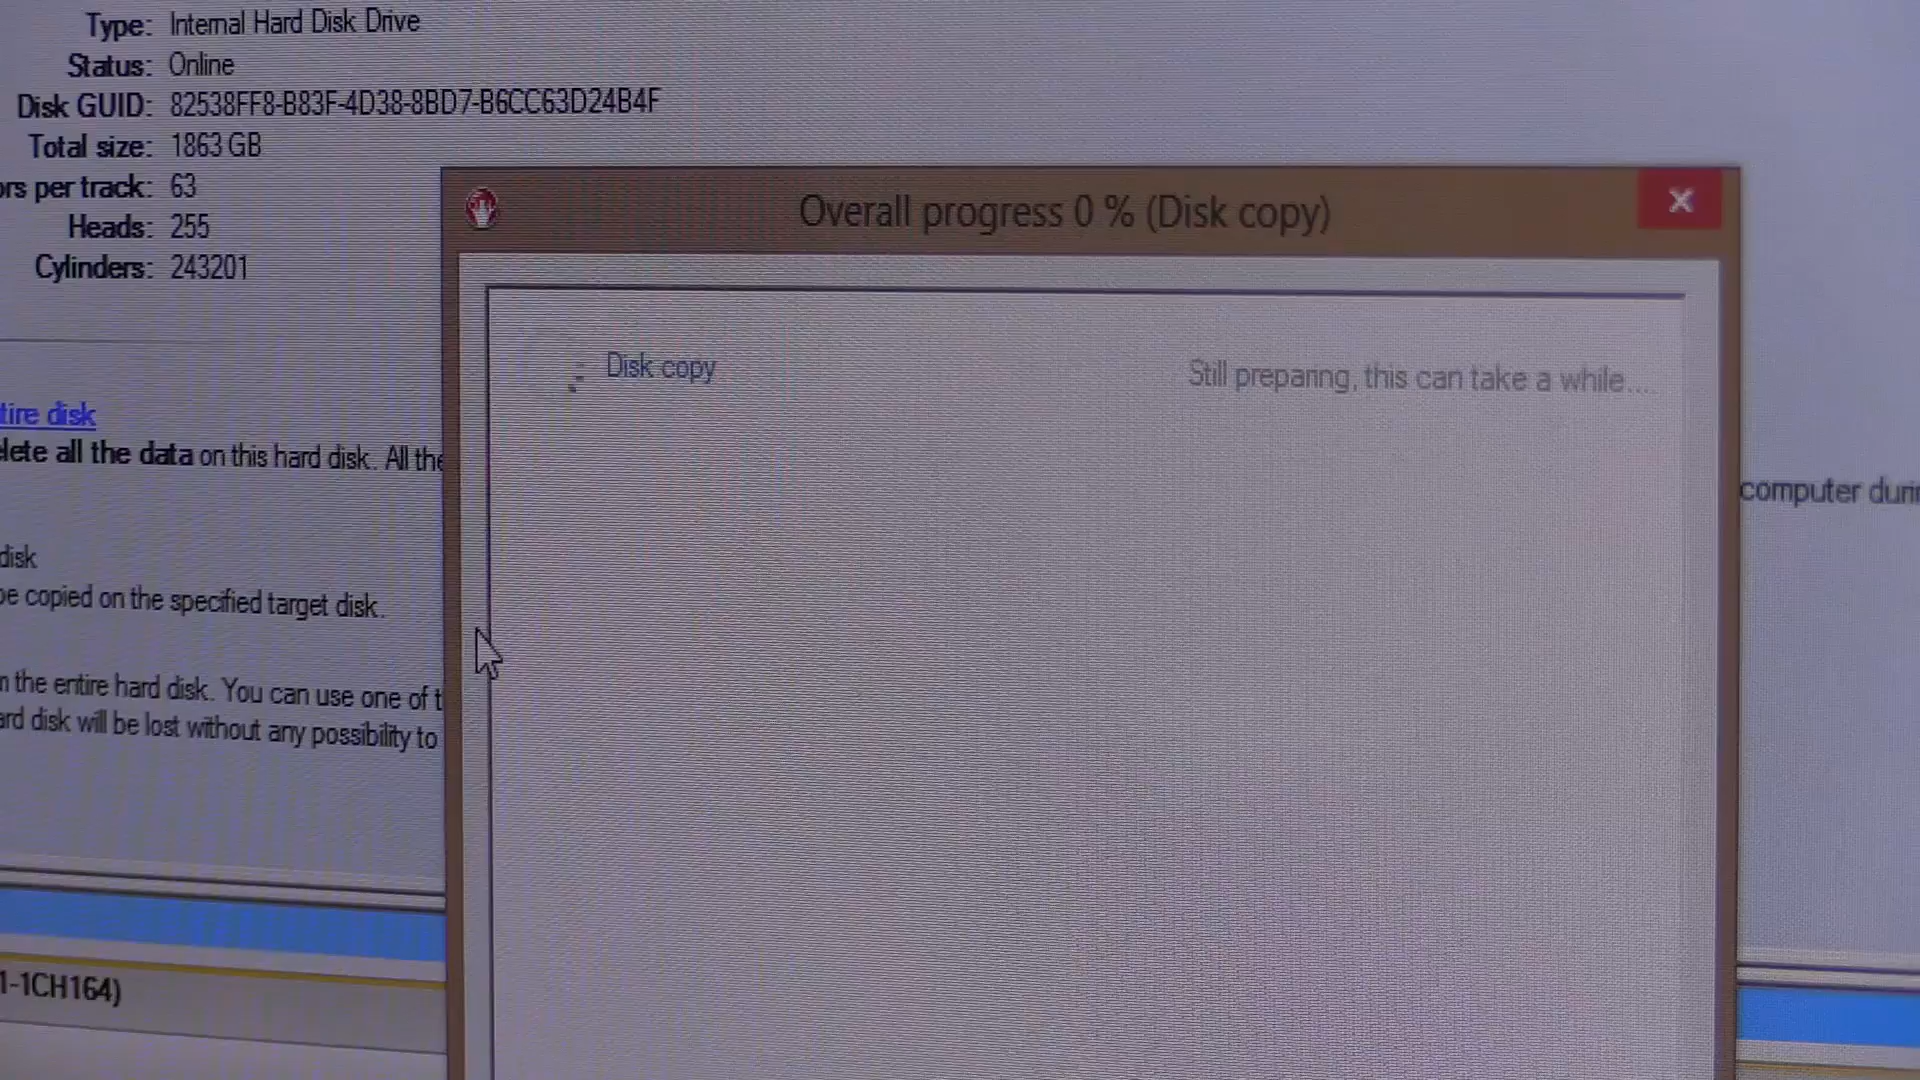 Type: Internal Hard Disk Drive
Status: Online
Disk GUID: 82538FF8-B83F-4D38-8BD7-B6CC63D24B4F
Total size: 1863 GB
ors per track: 63
Heads: 255
Cylinders: 243201
Overall progress 0 % (Disk copy)
Disk copy
Still preparing, this can take a while....
tire disk
lete all the data on this hard disk. All the
computer durin
disk
be copied on the specified target disk.
n the entire hard disk. You can use one of t
ard disk will be lost without any possibility to
1-1CH164)